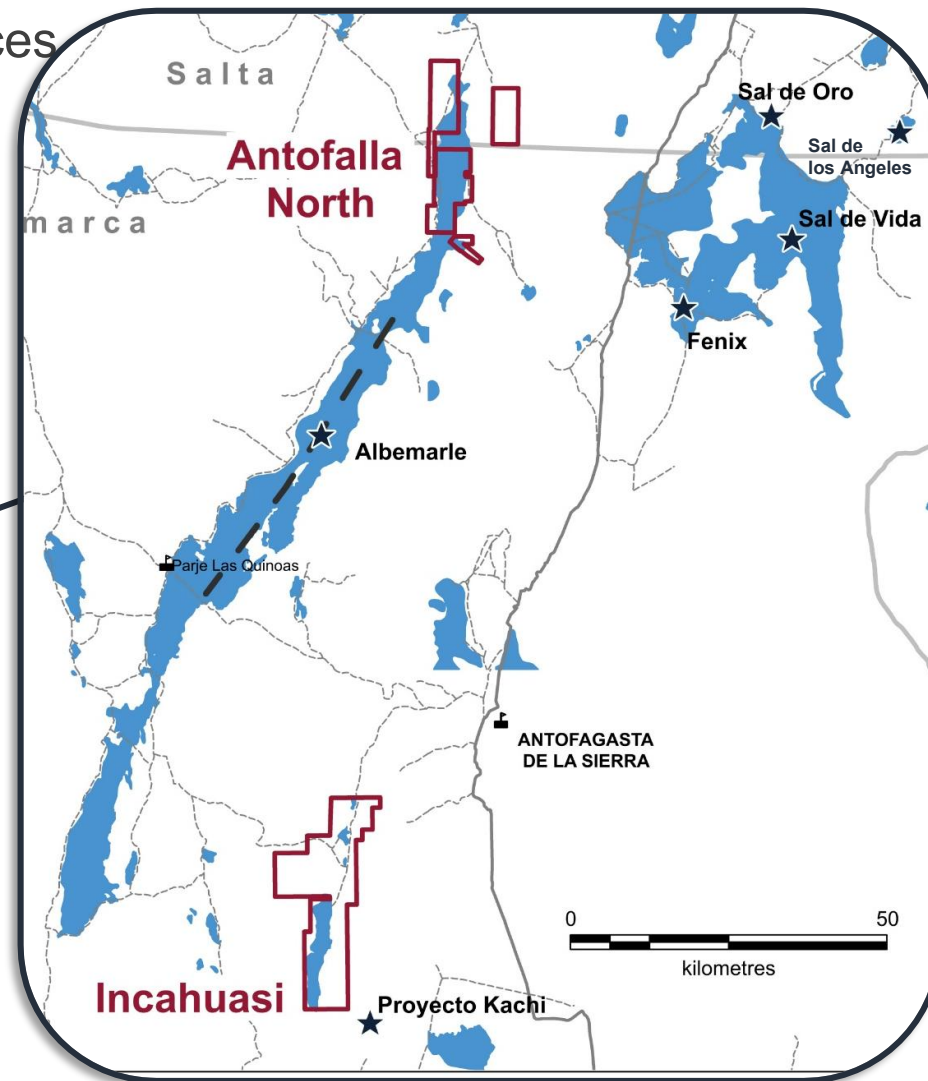 ces
Salta
Sal de Oro
Sal de
los Angeles
Antofalla
North
marca
Sal de Vida
Fenix
Albemarle
Parje Las Quinoas
ANTOFAGASTA
DE LA SIERRA
0 50
kilometres
Incahuasi
Proyecto Kachi